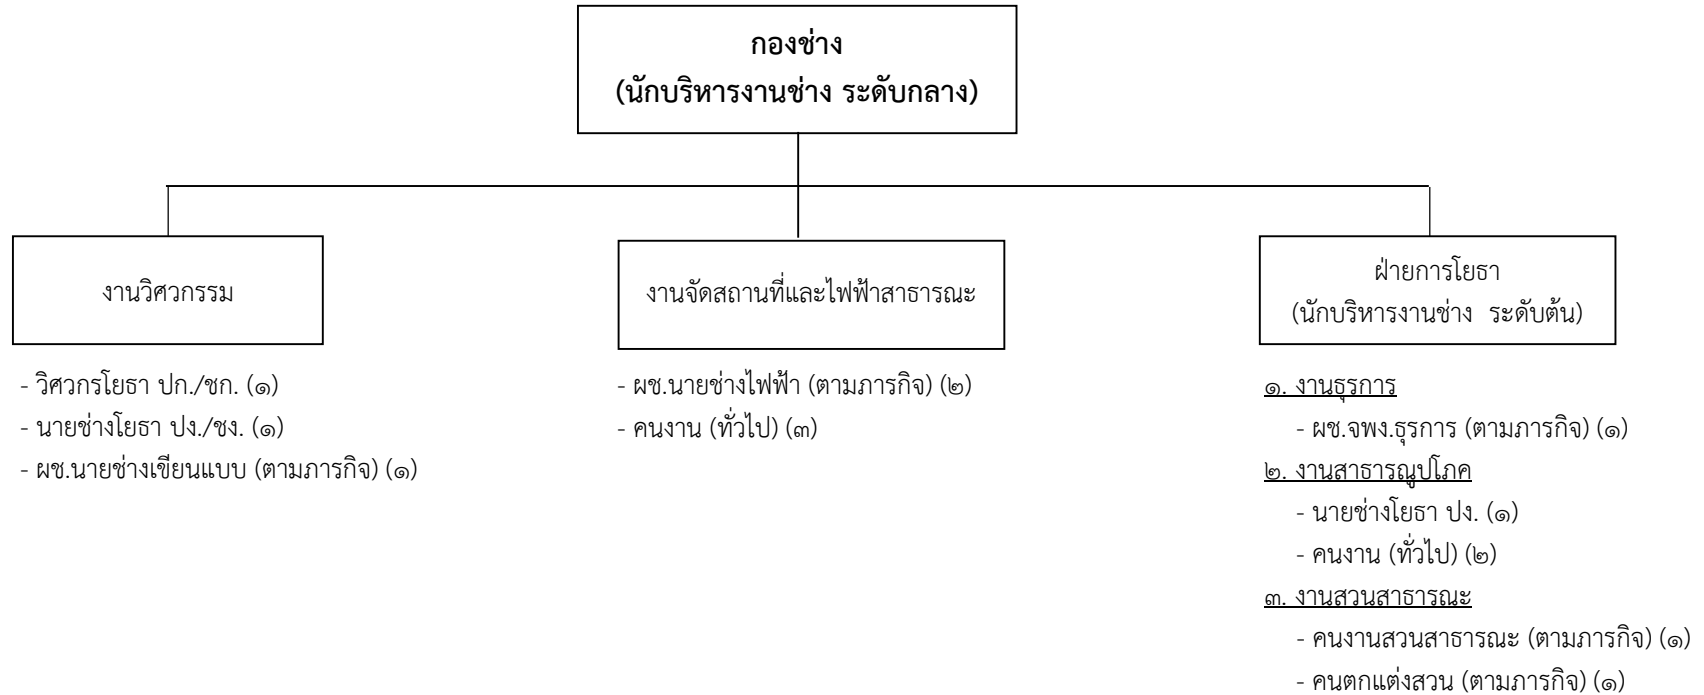 กองช่าง
(นักบริหารงานช่าง ระดับกลาง)
งานวิศวกรรม
- วิศวกรโยธา ปก./ชก. (๑)
- นายช่างโยธา ปง./ชง. (๑)
- ผช.นายช่างเขียนแบบ (ตามภารกิจ) (๑)
งานจัดสถานที่และไฟฟ้าสาธารณะ
- ผช.นายช่างไฟฟ้า (ตามภารกิจ) (๒)
- คนงาน (ทั่วไป) (๓)
ฝ่ายการโยธา
(นักบริหารงานช่าง ระดับต้น)
๑. งานธุรการ
- ผช.จพง.ธุรการ (ตามภารกิจ) (๑)
๒. งานสาธารณูปโภค
- นายช่างโยธา ปง. (๑)
- คนงาน (ทั่วไป) (๒)
๓. งานสวนสาธารณะ
- คนงานสวนสาธารณะ (ตามภารกิจ) (๑)
- คนตกแต่งสวน (ตามภารกิจ) (๑)